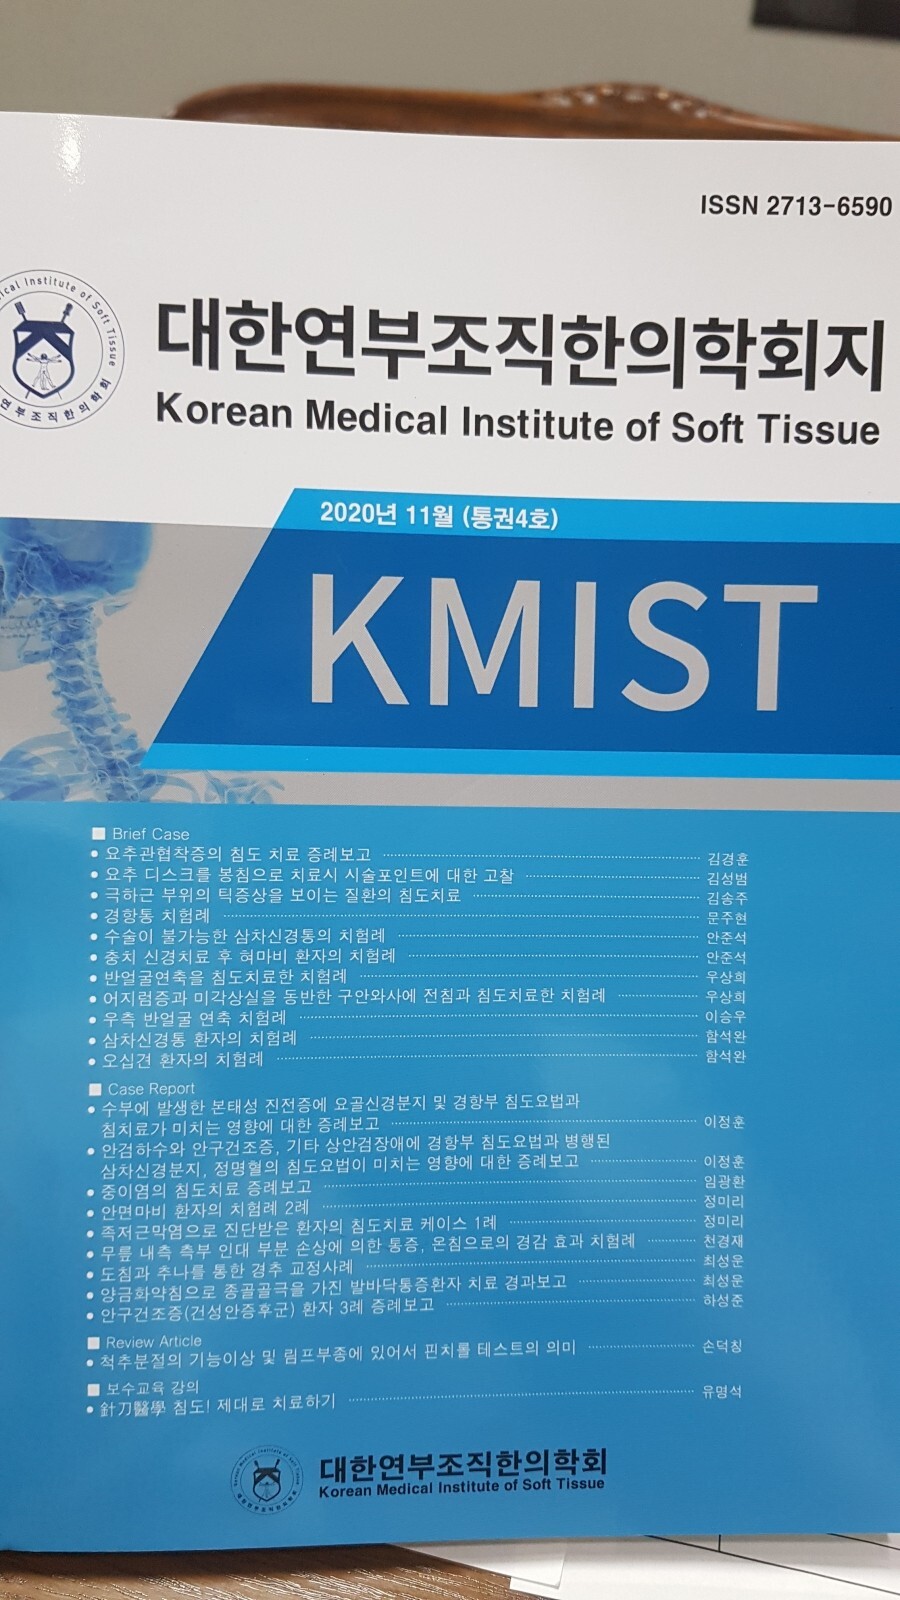 ISSN 2713-6590
ical Institute of Soft Tissue
연부조직한의학회
대한연부조직한의학회지
Korean Medical Institute of Soft Tissue
2020년 11월 (통권4호)
KMIST
■ Brief Case
• 요추관협착증의 침도 치료 증례보고 김경훈
• 요추 디스크를 봉침으로 치료시 시술포인트에 대한 고찰 김성범
• 극하근 부위의 틱증상을 보이는 질환의 침도치료 김송주
• 경항통 치험례 문주현
• 수술이 불가능한 삼차신경통의 치험례 안준석
• 충치 신경치료 후 혀마비 환자의 치험례 안준석
• 반얼굴연축을 침도치료한 치험례 우상희
• 어지럼증과 미각상실을 동반한 구안와사에 전침과 침도치료한 치험례 우상희
• 우측 반얼굴 연축 치험례 이승우
• 삼차신경통 환자의 치험례 함석완
• 오십견 환자의 치험례 함석완
■ Case Report
• 수부에 발생한 본태성 진전증에 요골신경분지 및 경항부 침도요법과
침치료가 미치는 영향에 대한 증례보고 이정훈
• 안검하수와 안구건조증, 기타 상안검장애에 경항부 침도요법과 병행된
삼차신경분지, 정명혈의 침도요법이 미치는 영향에 대한 증례보고 이정훈
• 중이염의 침도치료 증례보고 임광환
• 안면마비 환자의 치험례 2례 정미리
• 족저근막염으로 진단받은 환자의 침도치료 케이스 1례 정미리
• 무릎 내측 측부 인대 부분 손상에 의한 통증, 온침으로의 경감 효과 치험례 천경재
• 도침과 추나를 통한 경추 교정사례 최성운
• 양금화약침으로 종골골극을 가진 발바닥통증환자 치료 경과보고 최성운
• 안구건조증(건성안증후군) 환자 3례 증례보고 하성준
■ Review Article
• 척추분절의 기능이상 및 림프부종에 있어서 핀치롤 테스트의 의미 손덕칭
■ 보수교육 강의
• 針刀醫學 침도! 제대로 치료하기 유명석
Korean Medical Institute of Soft Tissue
대한연부조직한의학회
대한연부조직한의학회
Korean Medical Institute of Soft Tissue